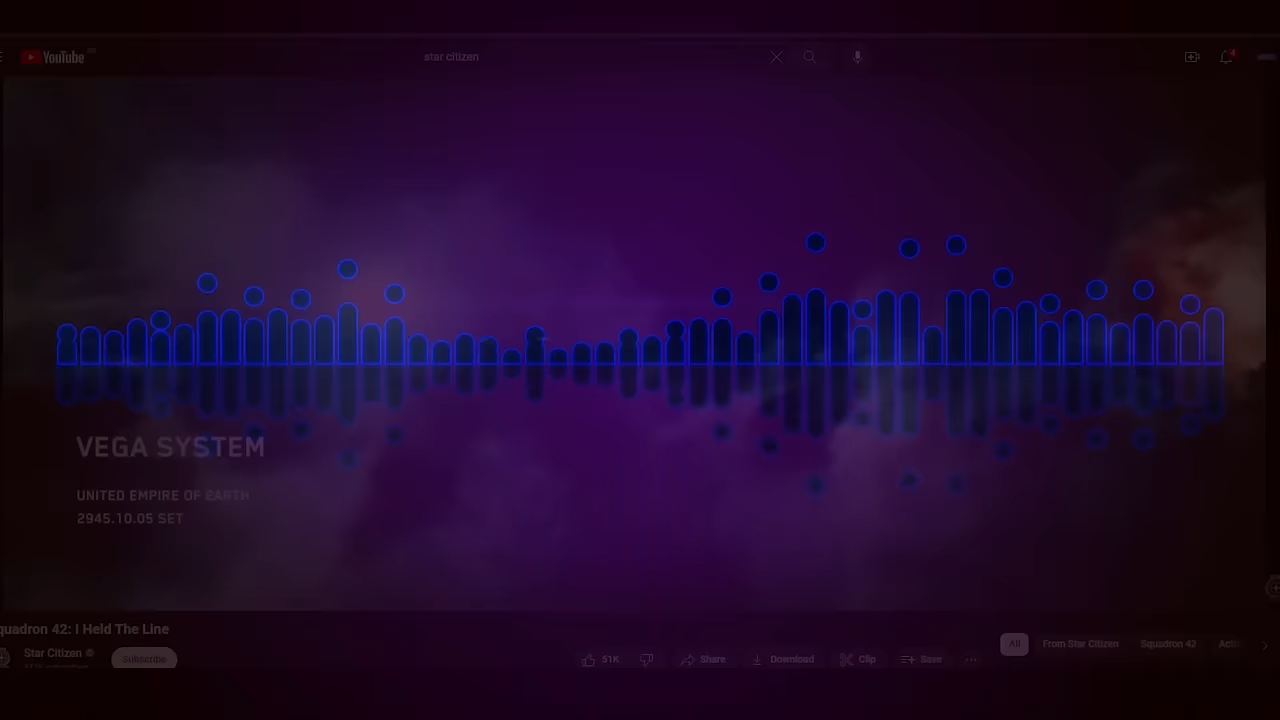 YouTube
star citizen
4
VEGA SYSTEM
UNITED EMPIRE OF EARTH
2945.10.05 SET
quadron 42: I Held The Line
Star Citizen
Subscribe
51K
Share
Download
Clip
Save
All
From Star Citizen
Squadron 42